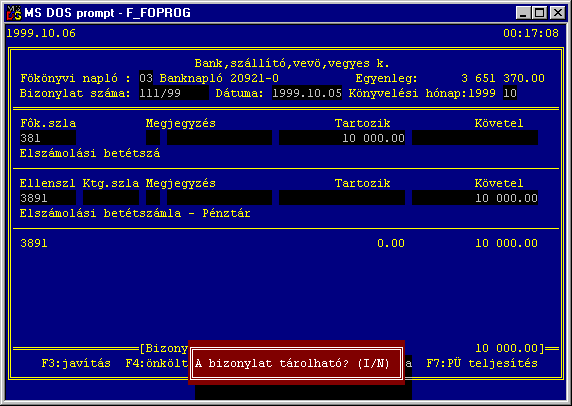 MS DOS prompt - F_FOPROG
1999.10.06 00:17:08
Bank,szállító,vevö,vegyes k.
Fökönyvi napló : 03 Banknapló 20921-0 Egyenleg: 3 651 370.00
Bizonylat száma: 111/99 Dátuma: 1999.10.05 Könyvelési hónap:1999 10
Fôk.szla Megjegyzés Tartozik Követel
381 10 000.00
Elszámolási betétszá
Ellenszl Ktg.szla Megjegyzés Tartozik Követel
3891 10 000.00
Elszámolási betétszámla - Pénztár
3891 0.00 10 000.00
[Bizony 10 000.00]
F3:javítás F4:önkölt A bizonylat tárolható? (I/N) a F7:PÜ teljesítés